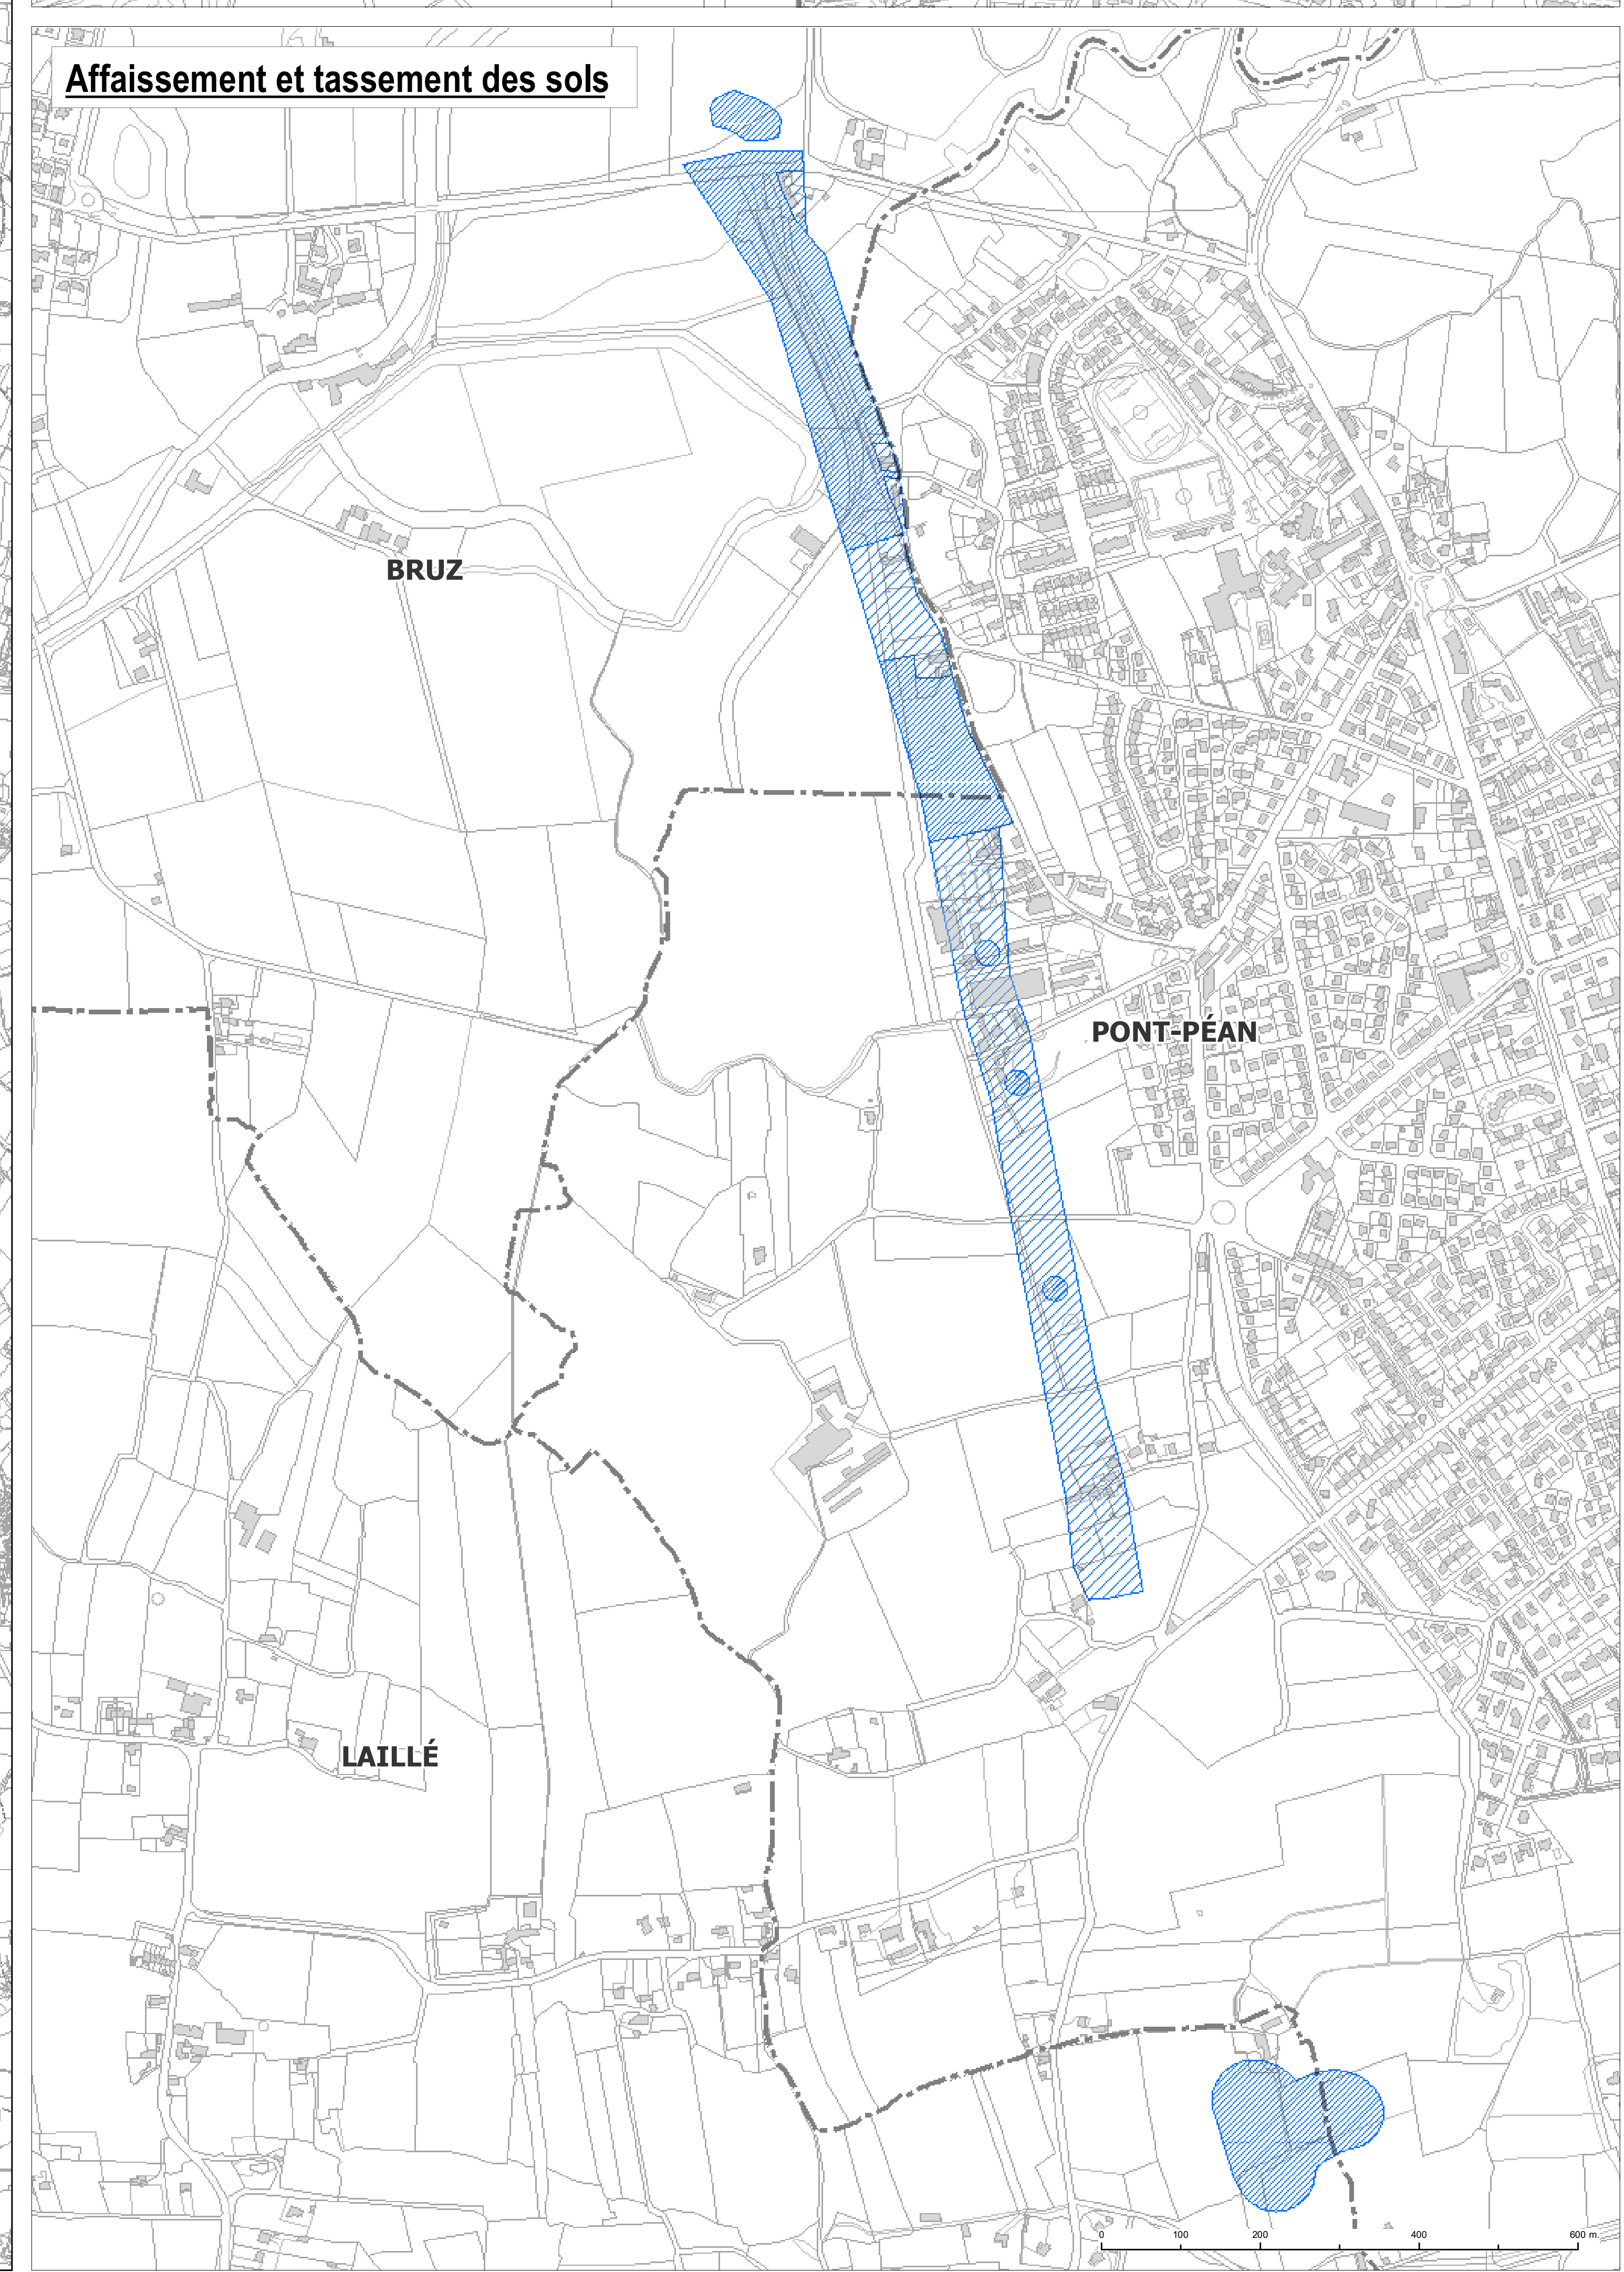 Affaissement et tassement des sols
BRUZ
PONT-PÉAN
LAILLÉ
0 100 200 400 600 m.